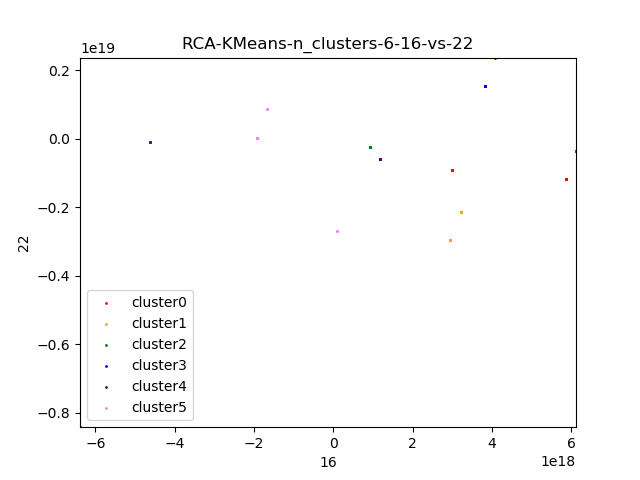 RCA-KMeans-n_clusters-6-16-vs-22
1e19
0.2
0.0
−0.2
−0.4
−0.6
−0.8
22
cluster0
cluster1
cluster2
cluster3
cluster4
cluster5
−6 −4 −2 0 2 4 6
16
1e18